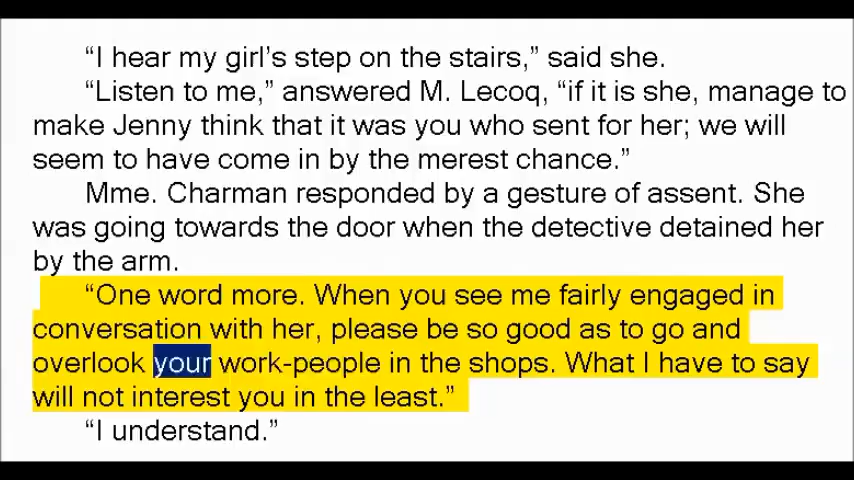 “I hear my girl’s step on the stairs,” said she.
“Listen to me,” answered M. Lecoq, “if it is she, manage to
make Jenny think that it was you who sent for her; we will
seem to have come in by the merest chance.”
Mme. Charman responded by a gesture of assent. She
was going towards the door when the detective detained her
by the arm.
“One word more. When you see me fairly engaged in
conversation with her, please be so good as to go and
overlook your work-people in the shops. What I have to say
will not interest you in the least.”
“I understand.”